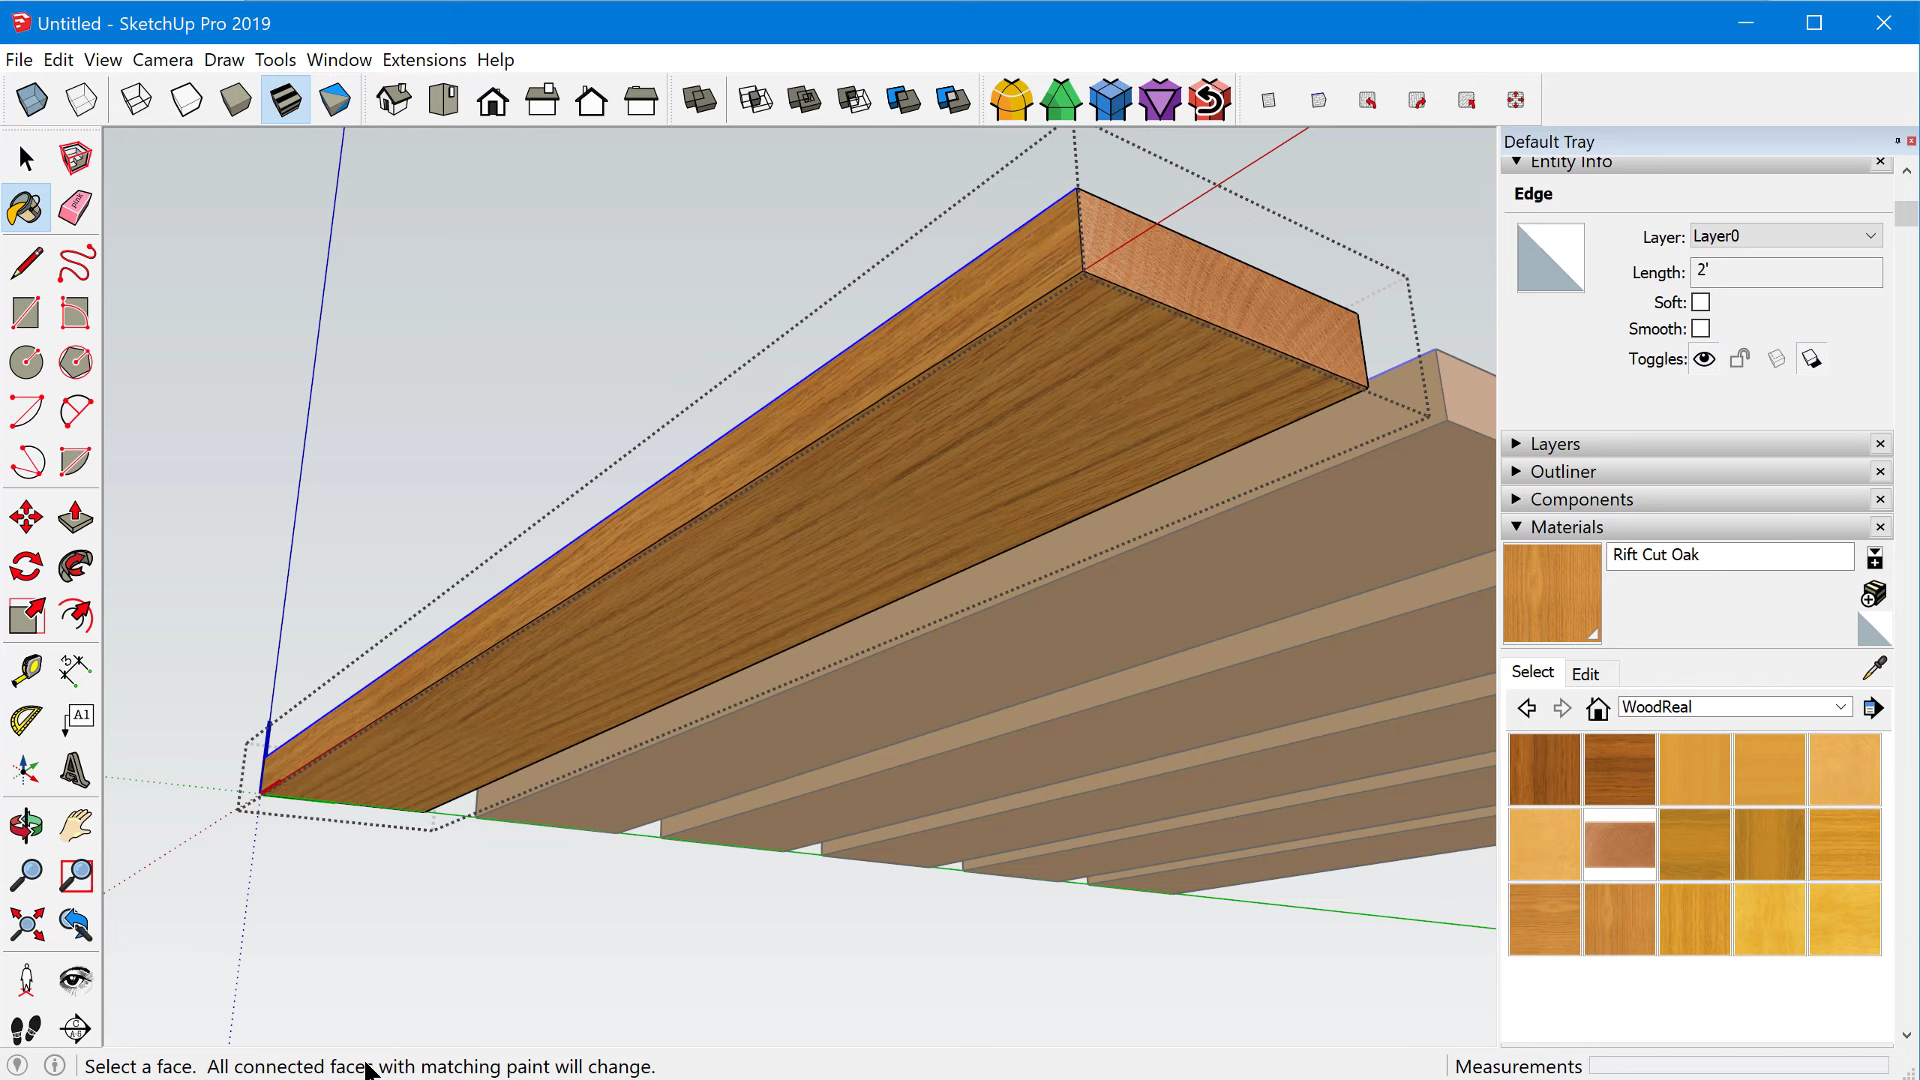 Untitled - SketchUp Pro 2019
File Edit View Camera Draw Tools Window Extensions Help
Default Tray
Entity Info
Edge
Layer: Layer0
Length: 2'
Soft:
Smooth:
Toggles:
Layers
Outliner
Components
Materials
Rift Cut Oak
Select Edit
WoodReal
pink
A1
Select a face. All connected faces with matching paint will change.
Measurements